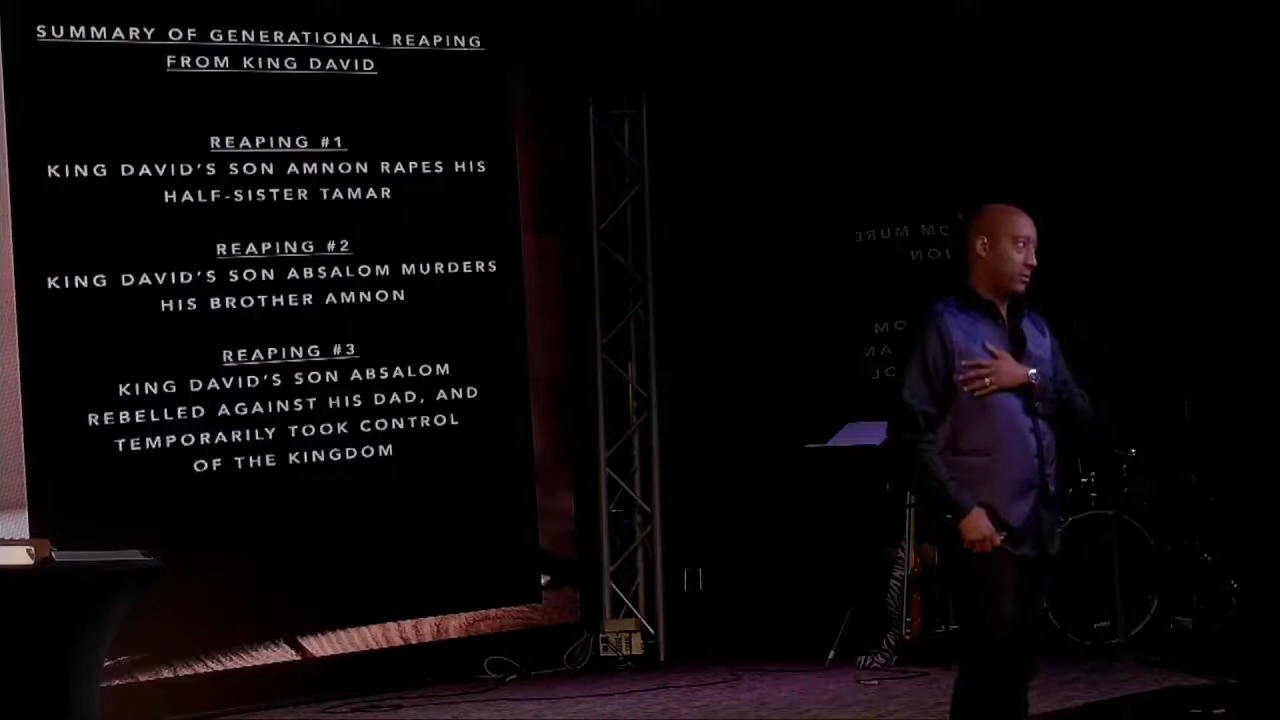 SUMMARY OF GENERATIONAL REAPING
FROM KING DAVID
REAPING #1
KING DAVID'S SON AMNON RAPES HIS
HALF-SISTER TAMAR
REAPING #2
KING DAVID'S SON ABSALOM MURDERS
HIS BROTHER AMNON
REAPING #3
KING DAVID'S SON ABSALOM
REBELLED AGAINST HIS DAD, AND
TEMPORARILY TOOK CONTROL
OF THE KINGDOM